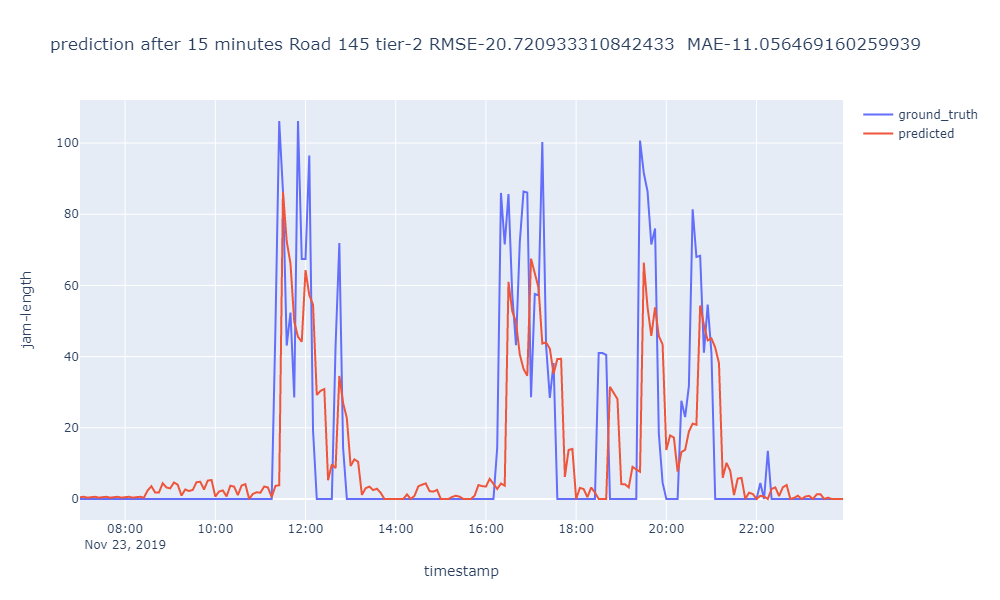 prediction after 15 minutes Road 145 tier-2 RMSE-20.720933310842433  MAE-11.056469160259939
ground_truth
predicted
100
80
60
40
20
0
jam-length
08:00 10:00 12:00 14:00 16:00 18:00 20:00 22:00
Nov 23, 2019
timestamp